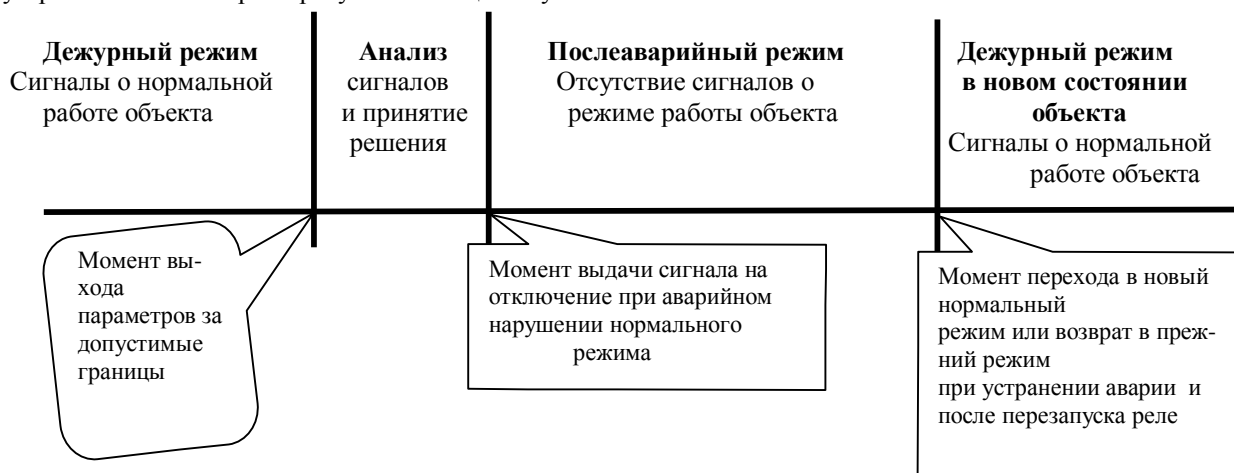 Дежурный режим
Сигналы о нормальной
работе объекта
Анализ
сигналов
и принятие
решения
Послеаварийный режим
Отсутствие сигналов о
режиме работы объекта
Дежурный режим
в новом состоянии
объекта
Сигналы о нормальной
работе объекта
Момент вы-
хода
параметров за
допустимые
границы
Момент выдачи сигнала на
отключение при аварийном
нарушении нормального
режима
Момент перехода в новый
нормальный
режим или возврат в преж-
ний режим
при устранении аварии и
после перезапуска реле